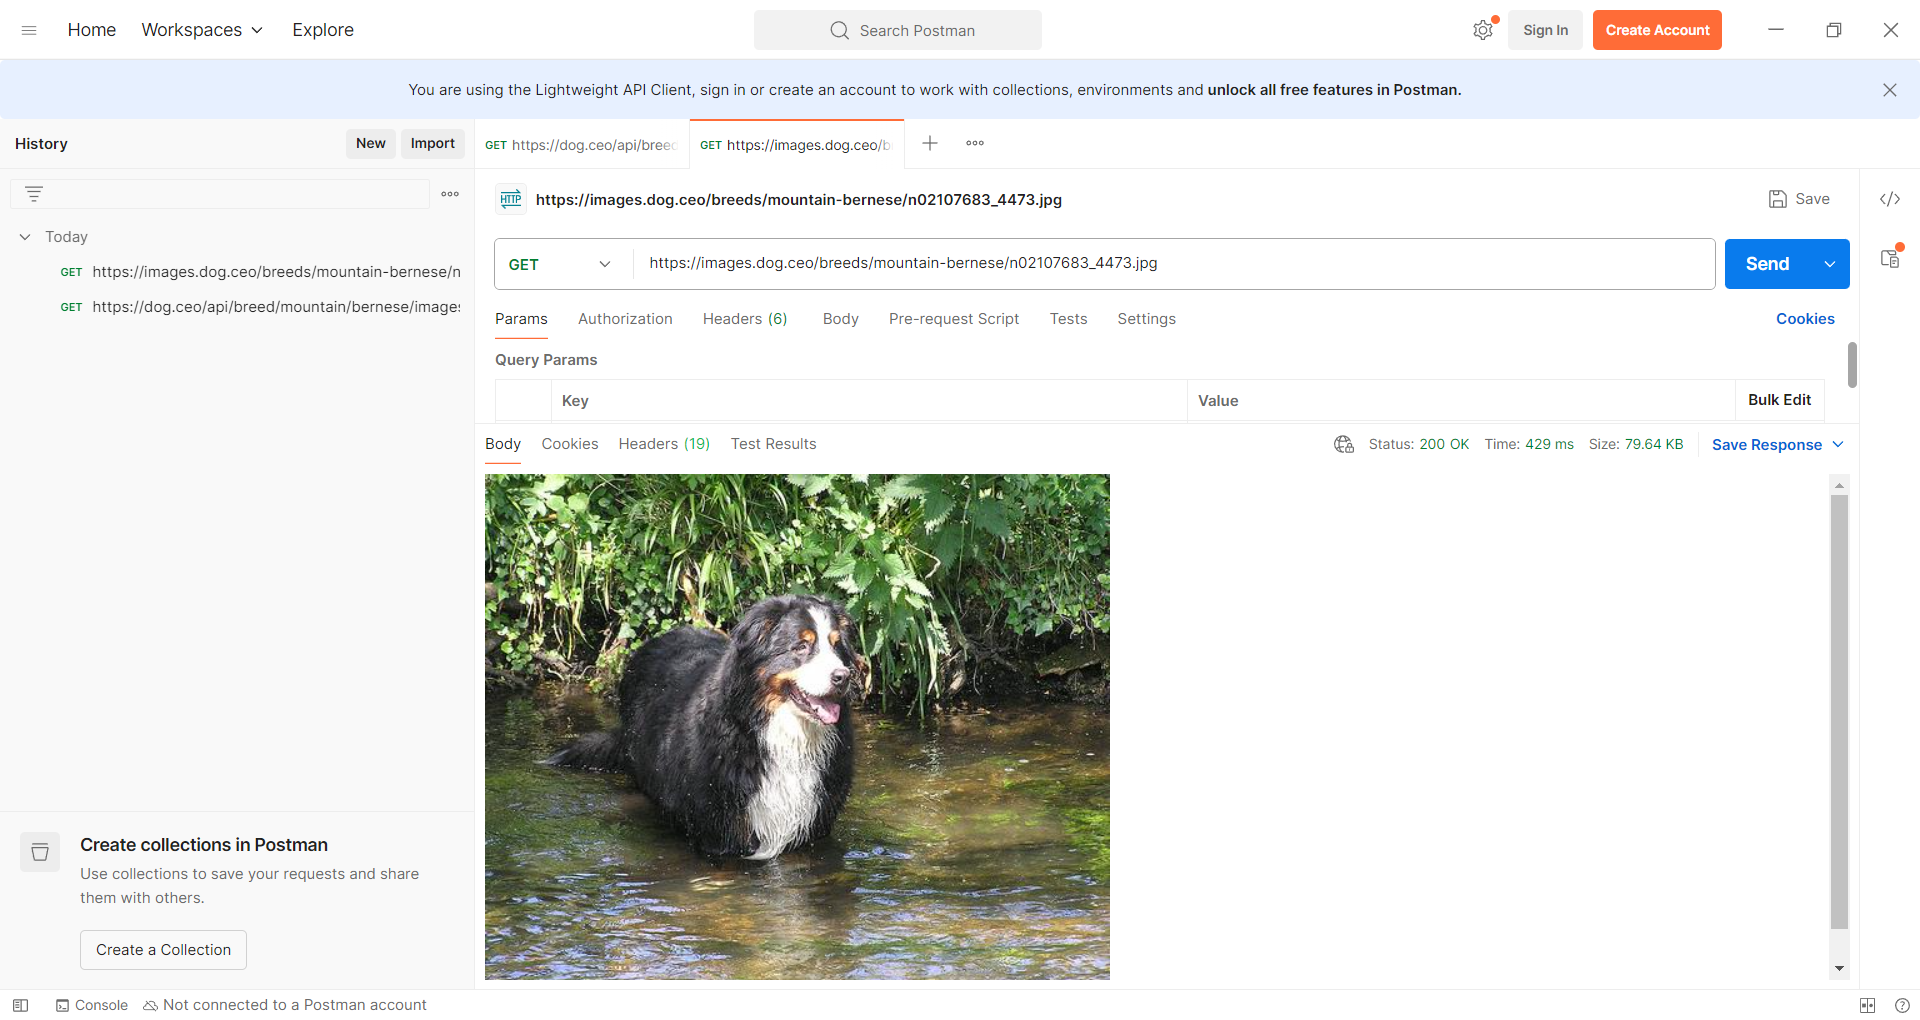 Home
Workspaces
Explore
Search Postman
Sign In
Create Account
You are using the Lightweight API Client, sign in or create an account to work with collections, environments and unlock all free features in Postman.
History
New
Import
GET https://dog.ceo/api/breed
GET https://images.dog.ceo/b
HTTP
https://images.dog.ceo/breeds/mountain-bernese/n02107683_4473.jpg
Save
Today
GET https://images.dog.ceo/breeds/mountain-bernese/n
GET https://dog.ceo/api/breed/mountain/bernese/images
GET
https://images.dog.ceo/breeds/mountain-bernese/n02107683_4473.jpg
Send
Params
Authorization
Headers (6)
Body
Pre-request Script
Tests
Settings
Cookies
Query Params
Key
Value
Bulk Edit
Body
Cookies
Headers (19)
Test Results
Status: 200 OK
Time: 429 ms
Size: 79.64 KB
Save Response
Create collections in Postman
Use collections to save your requests and share
them with others.
Create a Collection
Console
Not connected to a Postman account